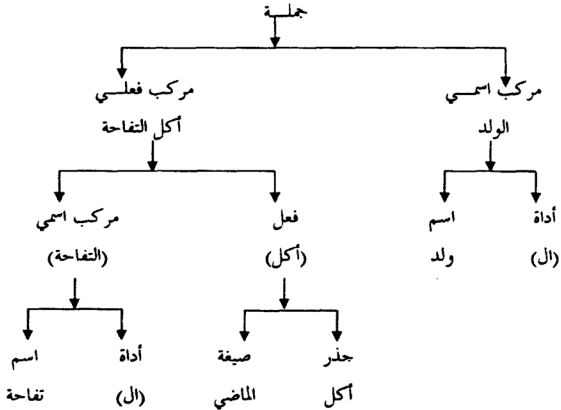 جملة
مركب اسمي مركب فعلي
الولد أكل التفاحة
أداة اسم فعل مركب اسمي
(ال) ولد (أكل) (التفاحة)
جذر صيغة أداة اسم
أكل الماضي (ال) تفاحة